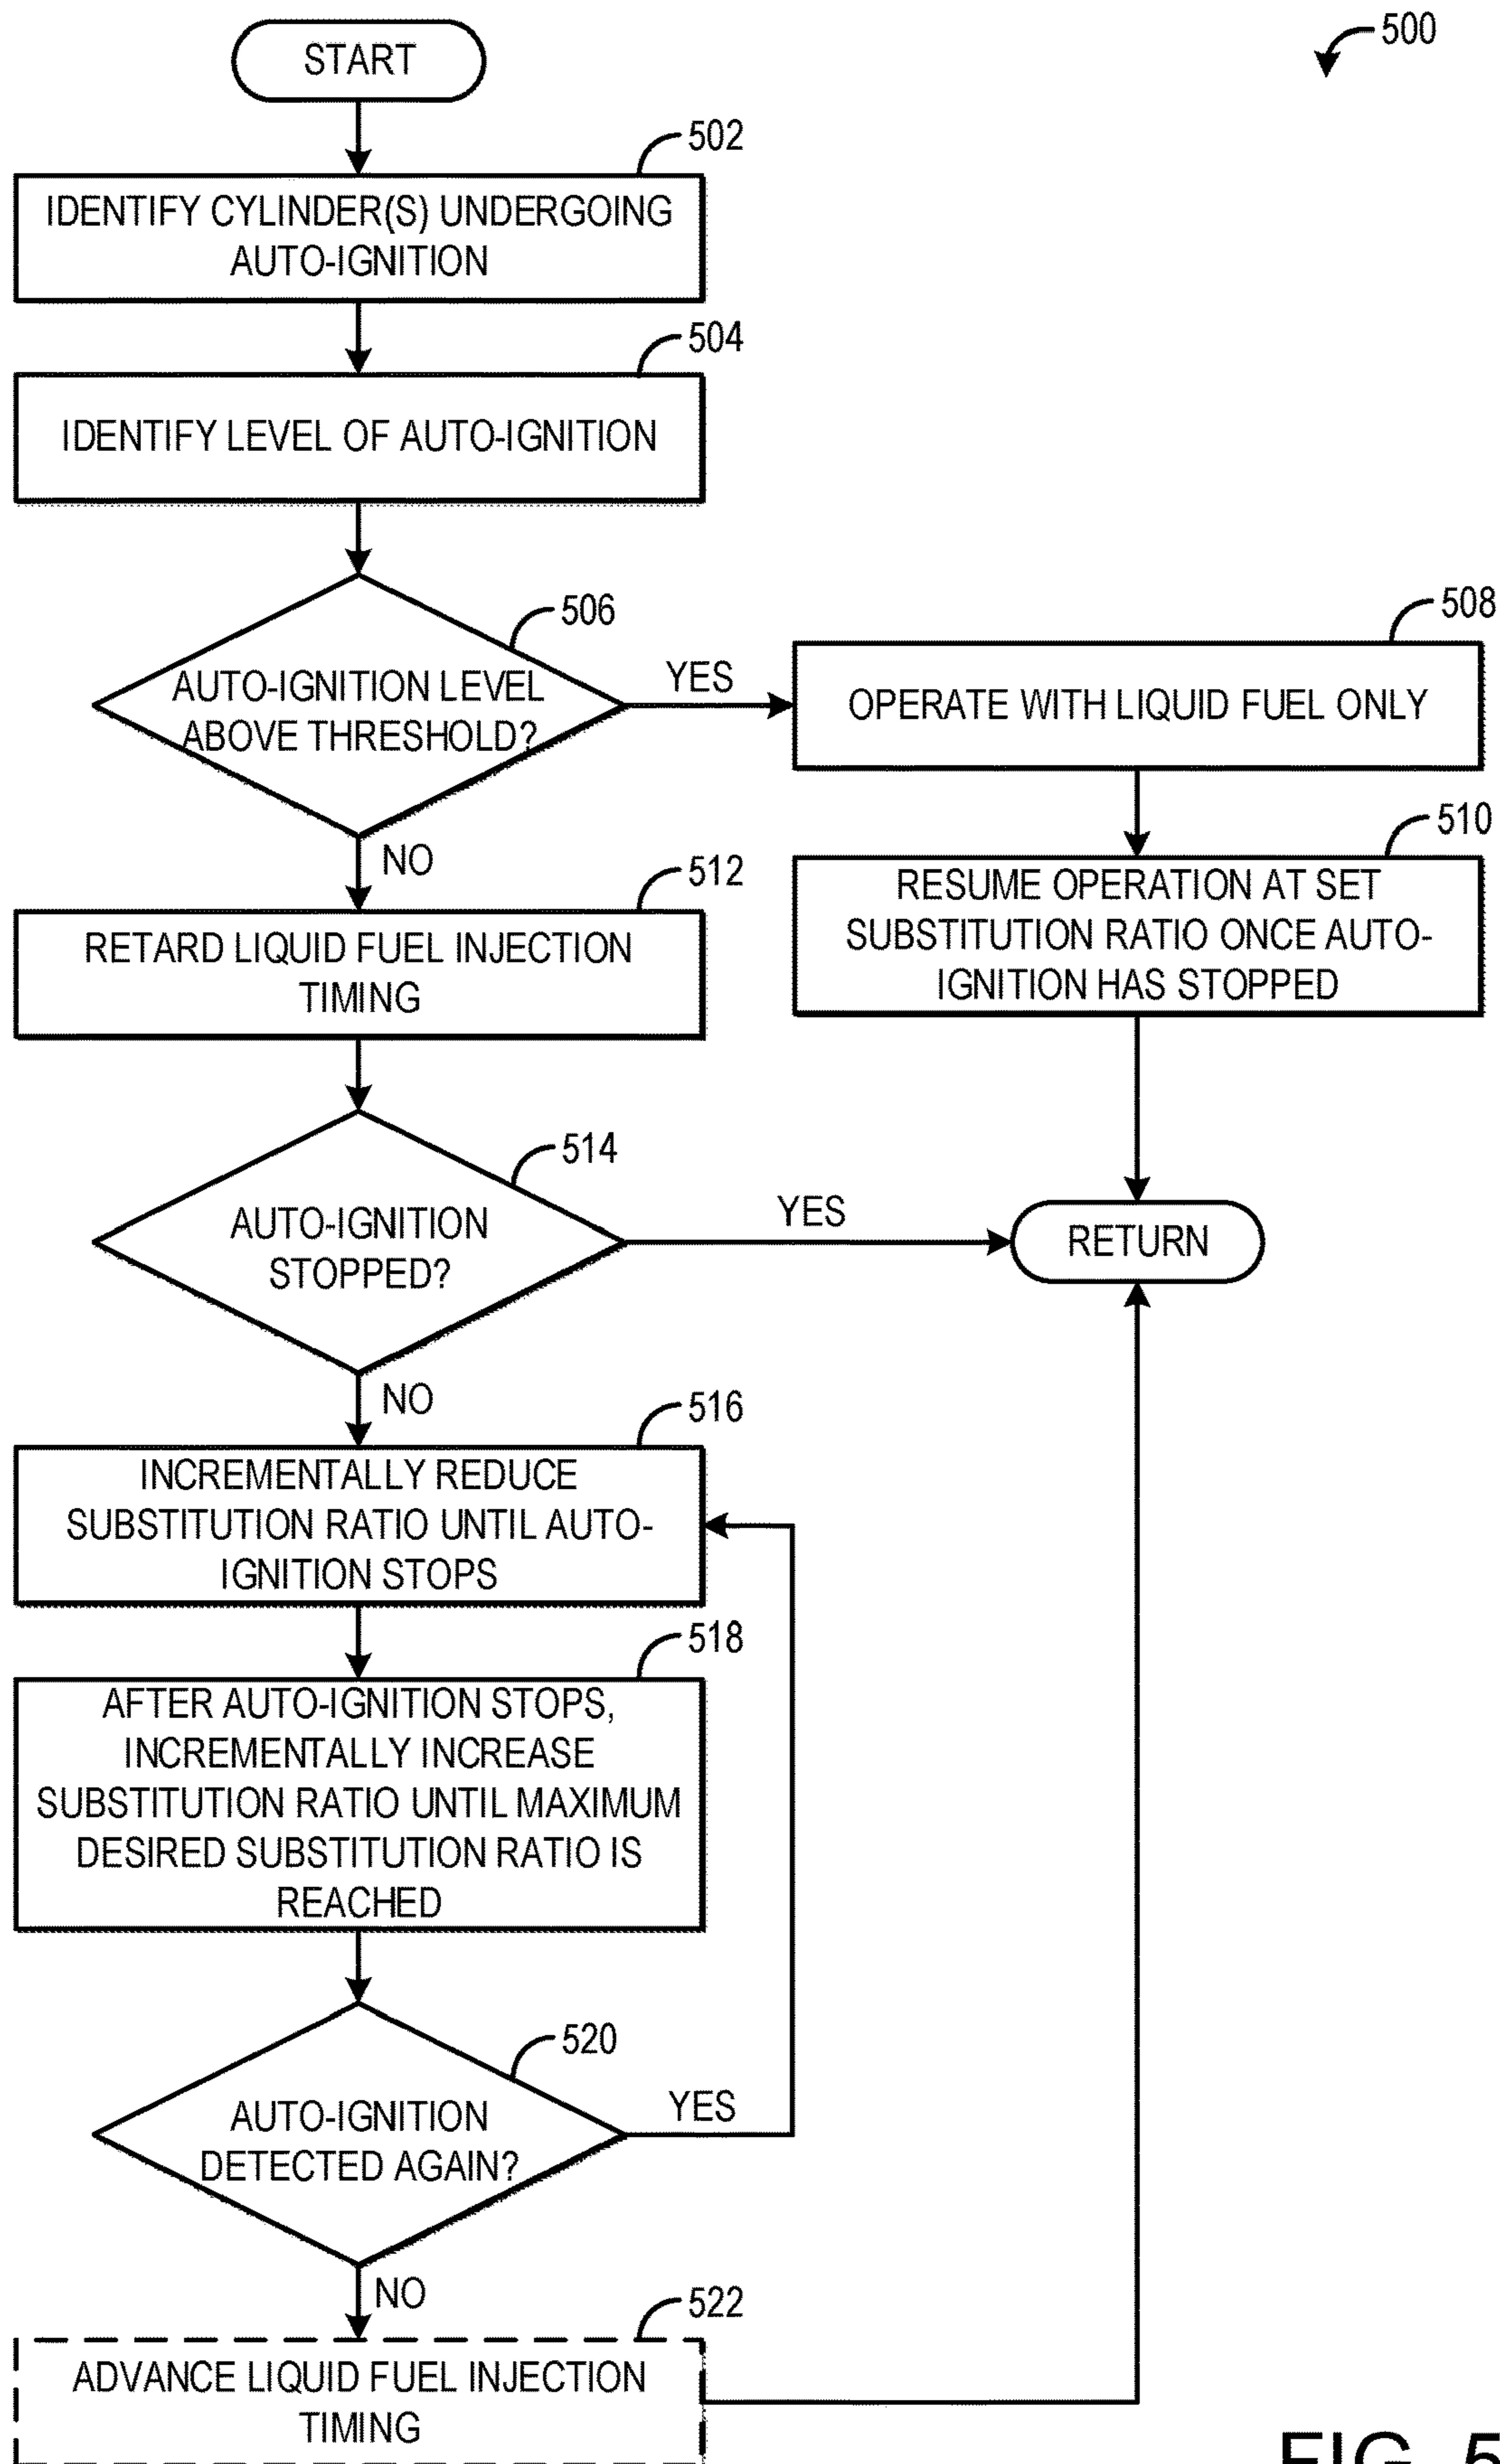 START
500
502
IDENTIFY CYLINDER(S) UNDERGOING
AUTO-IGNITION
504
IDENTIFY LEVEL OF AUTO-IGNITION
506
AUTO-IGNITION LEVEL
ABOVE THRESHOLD?
YES
508
OPERATE WITH LIQUID FUEL ONLY
510
RESUME OPERATION AT SET
SUBSTITUTION RATIO ONCE AUTO-
IGNITION HAS STOPPED
NO
512
RETARD LIQUID FUEL INJECTION
TIMING
514
AUTO-IGNITION
STOPPED?
YES
RETURN
NO
516
INCREMENTALLY REDUCE
SUBSTITUTION RATIO UNTIL AUTO-
IGNITION STOPS
518
AFTER AUTO-IGNITION STOPS,
INCREMENTALLY INCREASE
SUBSTITUTION RATIO UNTIL MAXIMUM
DESIRED SUBSTITUTION RATIO IS
REACHED
520
AUTO-IGNITION
DETECTED AGAIN?
YES
NO
522
ADVANCE LIQUID FUEL INJECTION
TIMING
FIG. 5